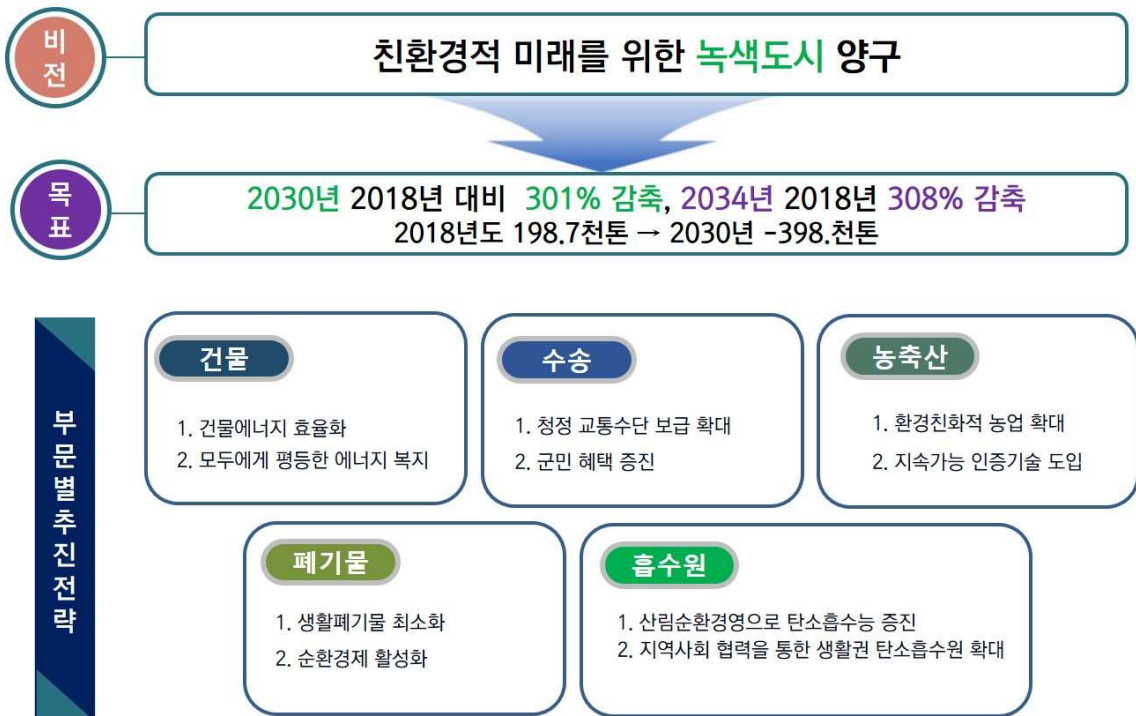 비전
친환경적 미래를 위한 녹색도시 양구
목표
2030년 2018년 대비 301% 감축, 2034년 2018년 308% 감축
2018년도 198.7천톤 → 2030년 -398.천톤
부문별추진전략
건물
1. 건물에너지 효율화
2. 모두에게 평등한 에너지 복지
수송
1. 청정 교통수단 보급 확대
2. 군민 혜택 증진
농축산
1. 환경친화적 농업 확대
2. 지속가능 인증기술 도입
폐기물
1. 생활폐기물 최소화
2. 순환경제 활성화
흡수원
1. 산림순환경영으로 탄소흡수능 증진
2. 지역사회 협력을 통한 생활권 탄소흡수원 확대